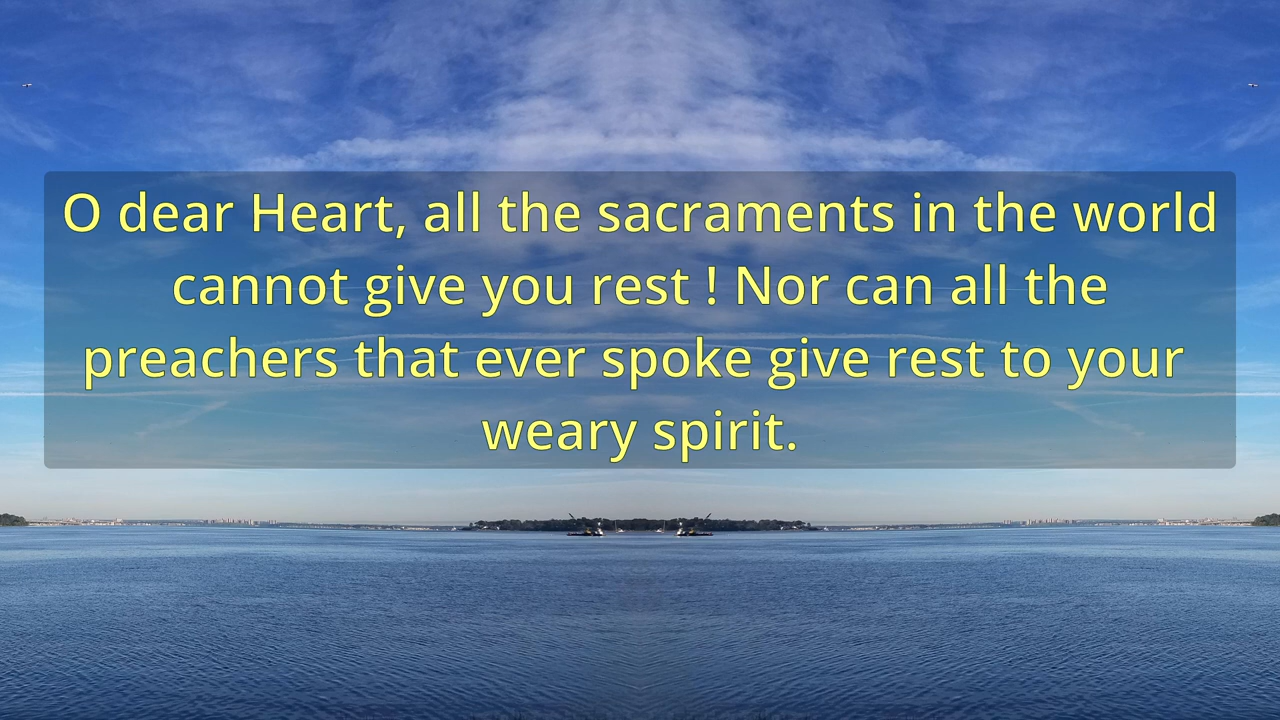 O dear Heart, all the sacraments in the world
cannot give you rest ! Nor can all the
preachers that ever spoke give rest to your
weary spirit.